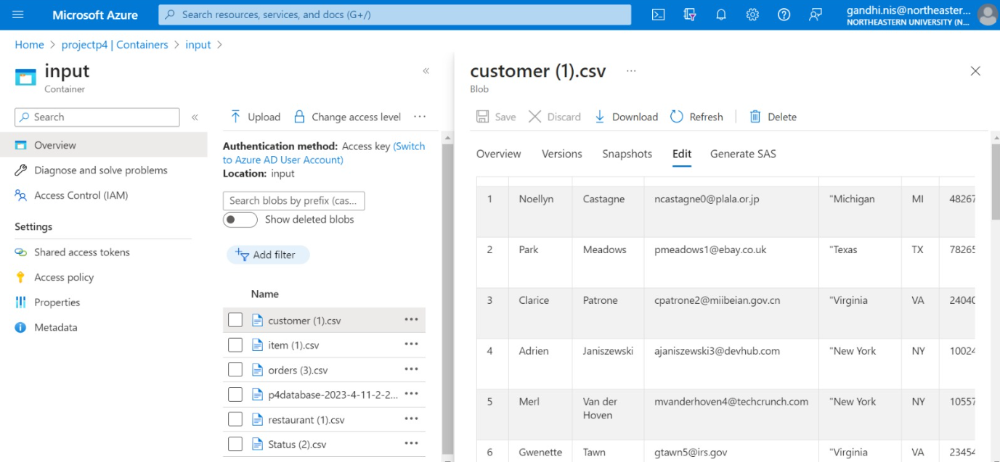 Microsoft Azure
Search resources, services, and docs (G+/)
gandhi.nis@northeaster...
NORTHEASTERN UNIVERSITY (N...
Home > projectp4 | Containers > input >
input
Container
Search
Overview
Diagnose and solve problems
Access Control (IAM)
Settings
Shared access tokens
Access policy
Properties
Metadata
Upload Change access level ...
Authentication method: Access key (Switch
to Azure AD User Account)
Location: input
Search blobs by prefix (cas...
Show deleted blobs
Add filter
Name
customer (1).csv ...
item (1).csv ...
orders (3).csv ...
p4database-2023-4-11-2-2... ...
restaurant (1).csv ...
Status (2).csv ...
customer (1).csv ...
Blob
Save Discard Download Refresh Delete
Overview Versions Snapshots Edit Generate SAS
1 Noellyn Castagne ncastagne0@plala.or.jp "Michigan MI 48267
2 Park Meadows pmeadows1@ebay.co.uk "Texas TX 78265
3 Clarice Patrone cpatrone2@miibeian.gov.cn "Virginia VA 24040
4 Adrien Janiszewski ajaniszewski3@devhub.com "New York NY 10024
5 Merl Van der mvanderhoven4@techcrunch.com "New York NY 10557
Hoven
6 Gwenette Tawn gtawn5@irs.gov "Virginia VA 23454